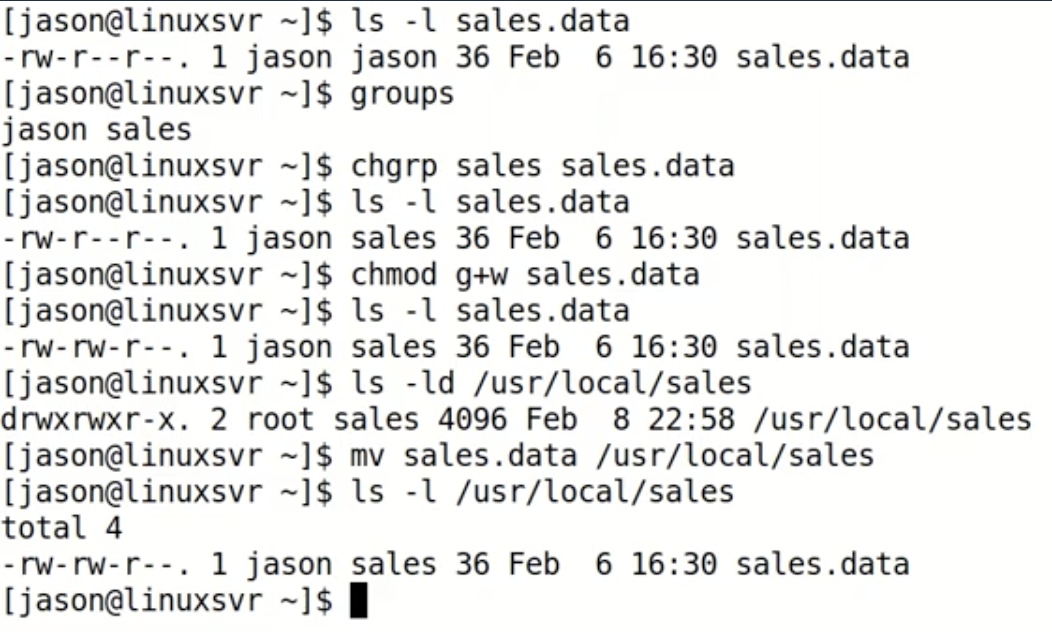 [jason@linuxsvr ~]$ ls -l sales.data
-rw-r--r--. 1 jason jason 36 Feb  6 16:30 sales.data
[jason@linuxsvr ~]$ groups
jason sales
[jason@linuxsvr ~]$ chgrp sales sales.data
[jason@linuxsvr ~]$ ls -l sales.data
-rw-r--r--. 1 jason sales 36 Feb  6 16:30 sales.data
[jason@linuxsvr ~]$ chmod g+w sales.data
[jason@linuxsvr ~]$ ls -l sales.data
-rw-rw-r--. 1 jason sales 36 Feb  6 16:30 sales.data
[jason@linuxsvr ~]$ ls -ld /usr/local/sales
drwxrwxr-x. 2 root sales 4096 Feb  8 22:58 /usr/local/sales
[jason@linuxsvr ~]$ mv sales.data /usr/local/sales
[jason@linuxsvr ~]$ ls -l /usr/local/sales
total 4
-rw-rw-r--. 1 jason sales 36 Feb  6 16:30 sales.data
[jason@linuxsvr ~]$